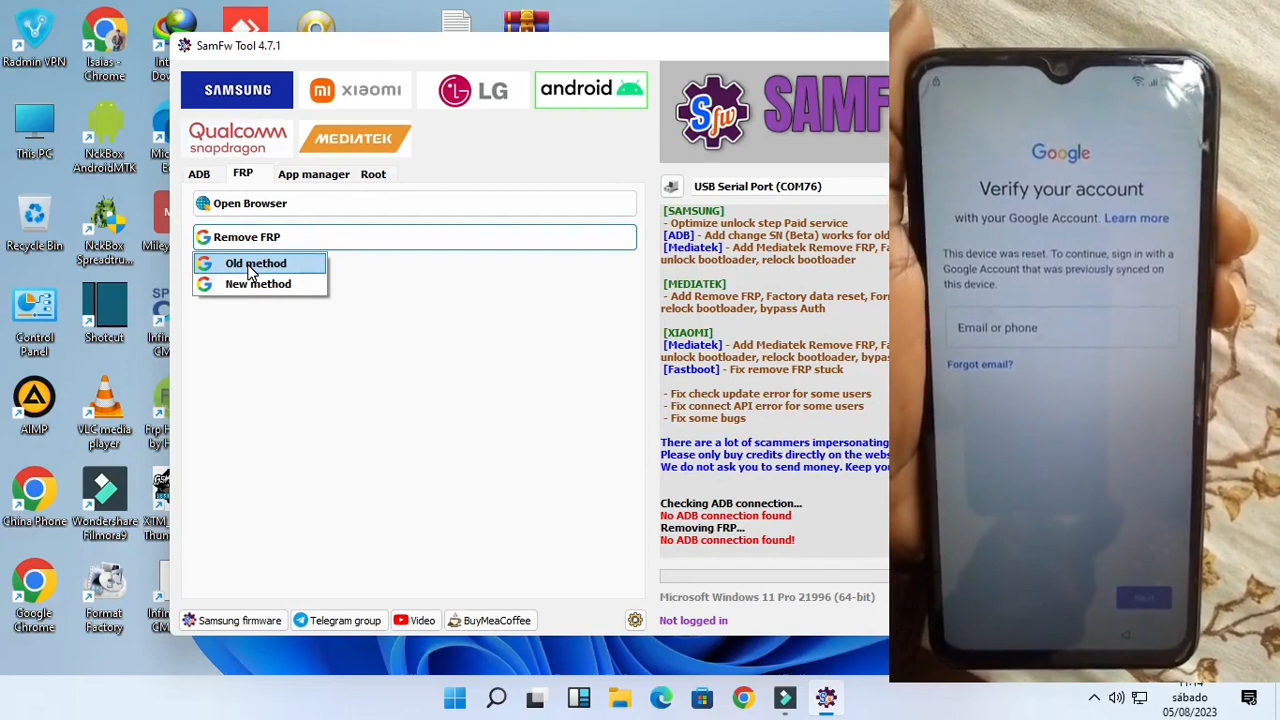 Radmin VPN
Isaias -
Chrome
This PC
NckBox
AndroidMTK
Recycle Bin
NckBox
Spreadtru...
Control
Panel
Shotcut
AIMP
VLC media
player
China Phone
Wondershare
Filmora9
Google
Chrome
Format
Factory
SamFw Tool 4.7.1
SAMSUNG
xiaomi
LG
android
Qualcomm
snapdragon
MEDIATEK
ADB
FRP
App manager
Root
Open Browser
Remove FRP
Old method
New method
Samsung firmware
Telegram group
Video
BuyMeaCoffee
Sfw
SAMF
USB Serial Port (COM76)
[SAMSUNG]
- Optimize unlock step Paid service
[ADB] - Add change SN (Beta) works for old
[Mediatek] - Add Mediatek Remove FRP, Fa
unlock bootloader, relock bootloader
[MEDIATEK]
- Add Remove FRP, Factory data reset, For
relock bootloader, bypass Auth
[XIAOMI]
[Mediatek] - Add Mediatek Remove FRP, Fa
unlock bootloader, relock bootloader, bypas
[Fastboot] - Fix remove FRP stuck
- Fix check update error for some users
- Fix connect API error for some users
- Fix some bugs
There are a lot of scammers impersonating
Please only buy credits directly on the webs
We do not ask you to send money. Keep you
Checking ADB connection...
No ADB connection found
Removing FRP...
No ADB connection found!
Microsoft Windows 11 Pro 21996 (64-bit)
Not logged in
Google
Verify your account
with your Google Account. Learn more
This device was reset. To continue, sign in with a
Google Account that was previously synced on
this device.
Email or phone
Forgot email?
Next
sábado
05/08/2023